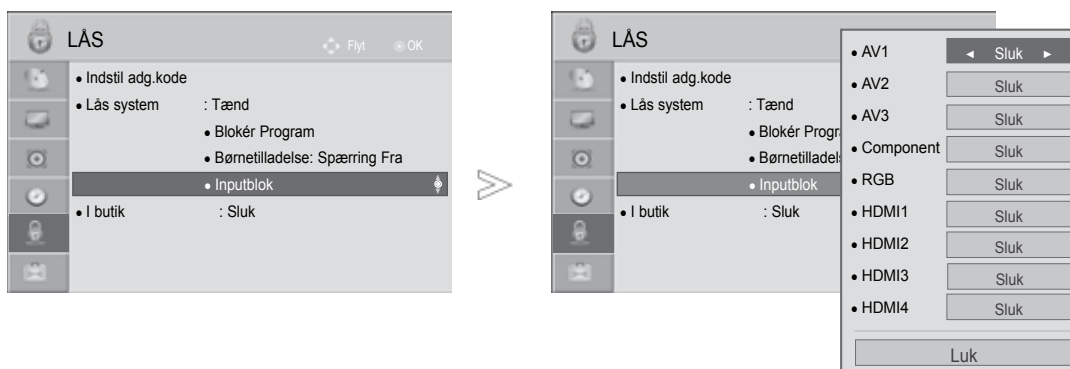 LÅS
Flyt OK
• Indstil adg.kode
• Lås system : Tænd
• Blokér Program
• Børnetilladelse: Spærring Fra
• Inputblok
• I butik : Sluk
LÅS
• Indstil adg.kode
• Lås system : Tænd
• Blokér Progr
• Børnetilladels
• Inputblok
• I butik : Sluk
• AV1 ◄ Sluk ►
• AV2 Sluk
• AV3 Sluk
• Component Sluk
• RGB Sluk
• HDMI1 Sluk
• HDMI2 Sluk
• HDMI3 Sluk
• HDMI4 Sluk
Luk